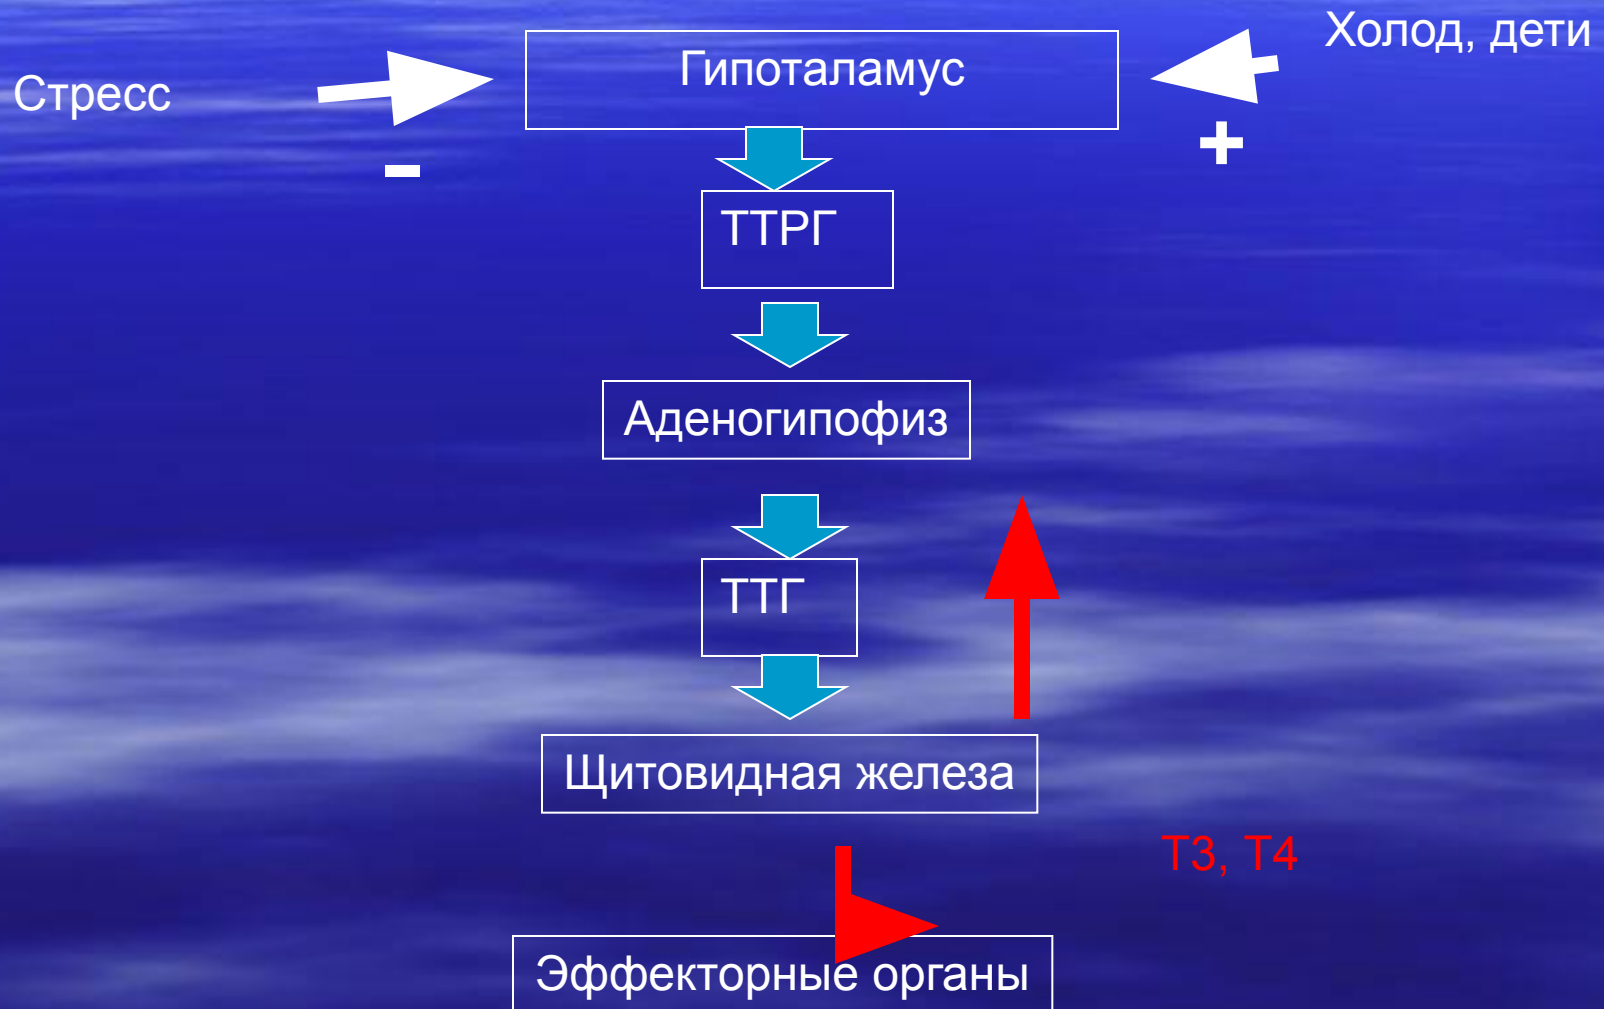 Холод, дети
Гипоталамус
Стресс
-
+
ТТРГ
Аденогипофиз
ТТГ
Щитовидная железа
Т3, Т4
Эффекторные органы